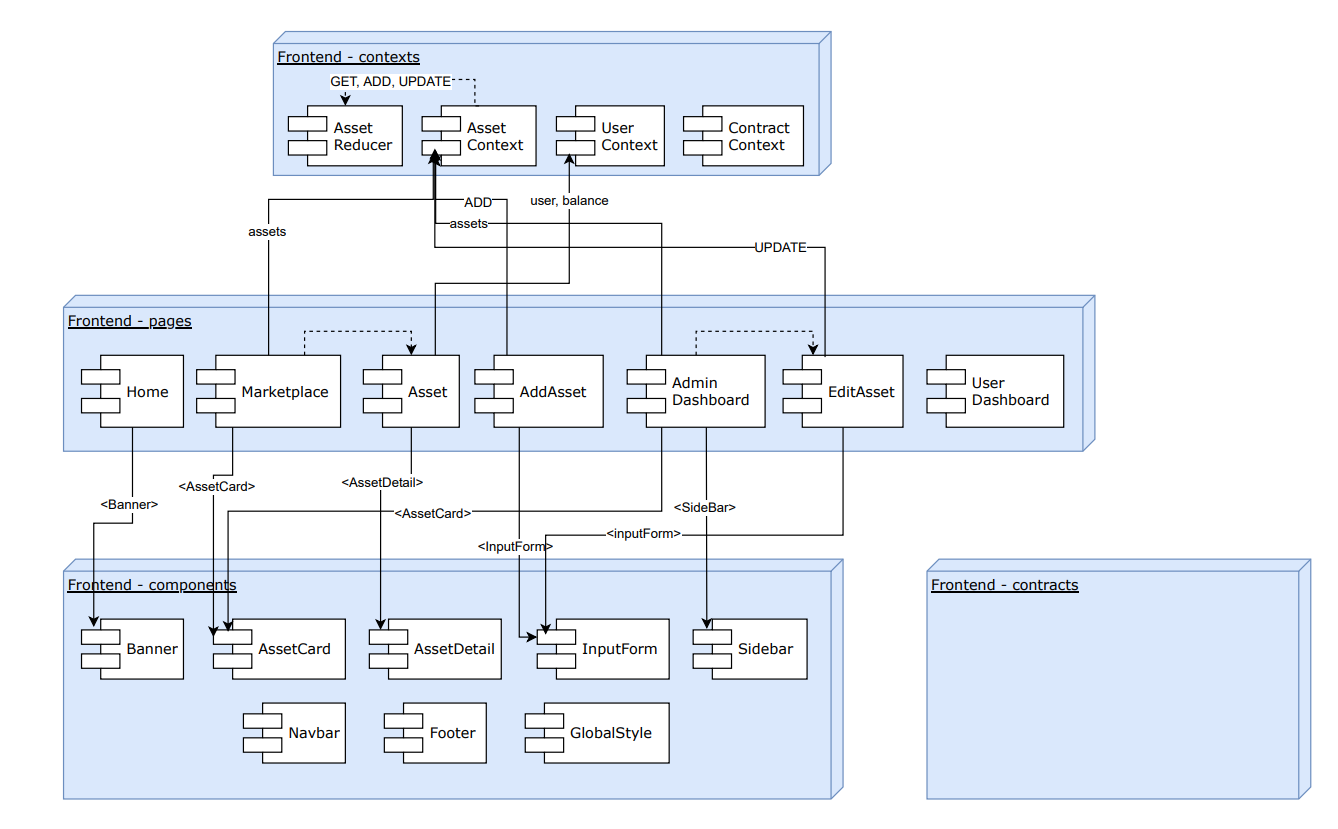 Frontend - contexts
GET, ADD, UPDATE
Asset
Reducer
Asset
Context
User
Context
Contract
Context
ADD
user, balance
assets
assets
UPDATE
Frontend - pages
Home
Marketplace
Asset
AddAsset
Admin
Dashboard
EditAsset
User
Dashboard
<AssetDetail>
<AssetCard>
<Banner>
<SideBar>
<AssetCard>
<inputForm>
<InputForm>
Frontend - components
Frontend - contracts
Banner
AssetCard
AssetDetail
InputForm
Sidebar
Navbar
Footer
GlobalStyle